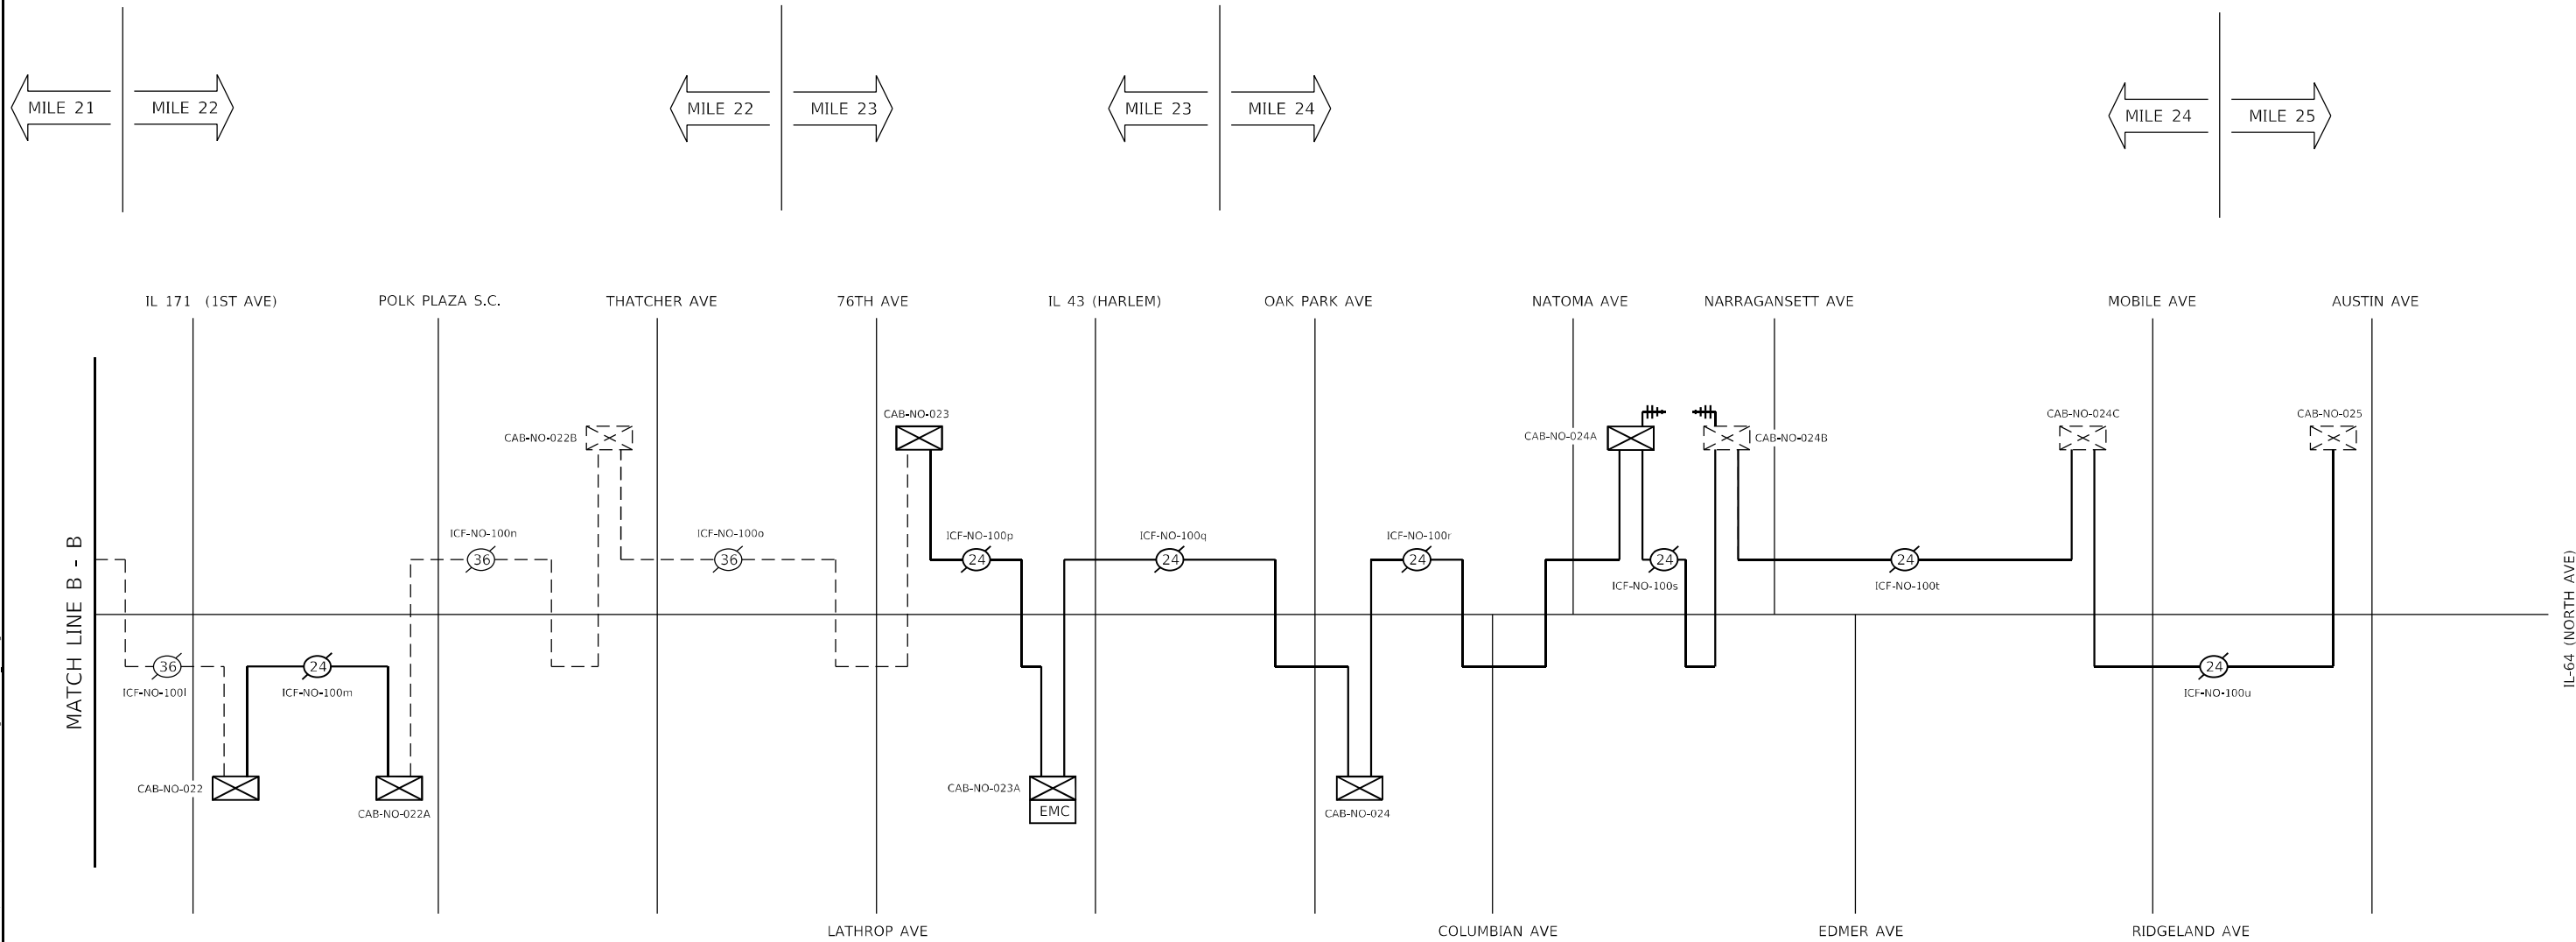 MILE 21
MILE 22
MILE 22
MILE 23
MILE 23
MILE 24
MILE 24
MILE 25
IL 171 (1ST AVE)
POLK PLAZA S.C.
THATCHER AVE
76TH AVE
IL 43 (HARLEM)
OAK PARK AVE
NATOMA AVE
NARRAGANSETT AVE
MOBILE AVE
AUSTIN AVE
CAB-NO-022B
CAB-NO-023
CAB-NO-024A
CAB-NO-024B
CAB-NO-024C
CAB-NO-025
MATCH LINE B - B
ICF-NO-100n
36
ICF-NO-100o
36
ICF-NO-100p
24
ICF-NO-100q
24
ICF-NO-100r
24
24
ICF-NO-100s
24
ICF-NO-100t
IL-64 (NORTH AVE)
36
ICF-NO-100l
24
ICF-NO-100m
24
ICF-NO-100u
CAB-NO-022
CAB-NO-022A
CAB-NO-023A
EMC
CAB-NO-024
LATHROP AVE
COLUMBIAN AVE
EDMER AVE
RIDGELAND AVE